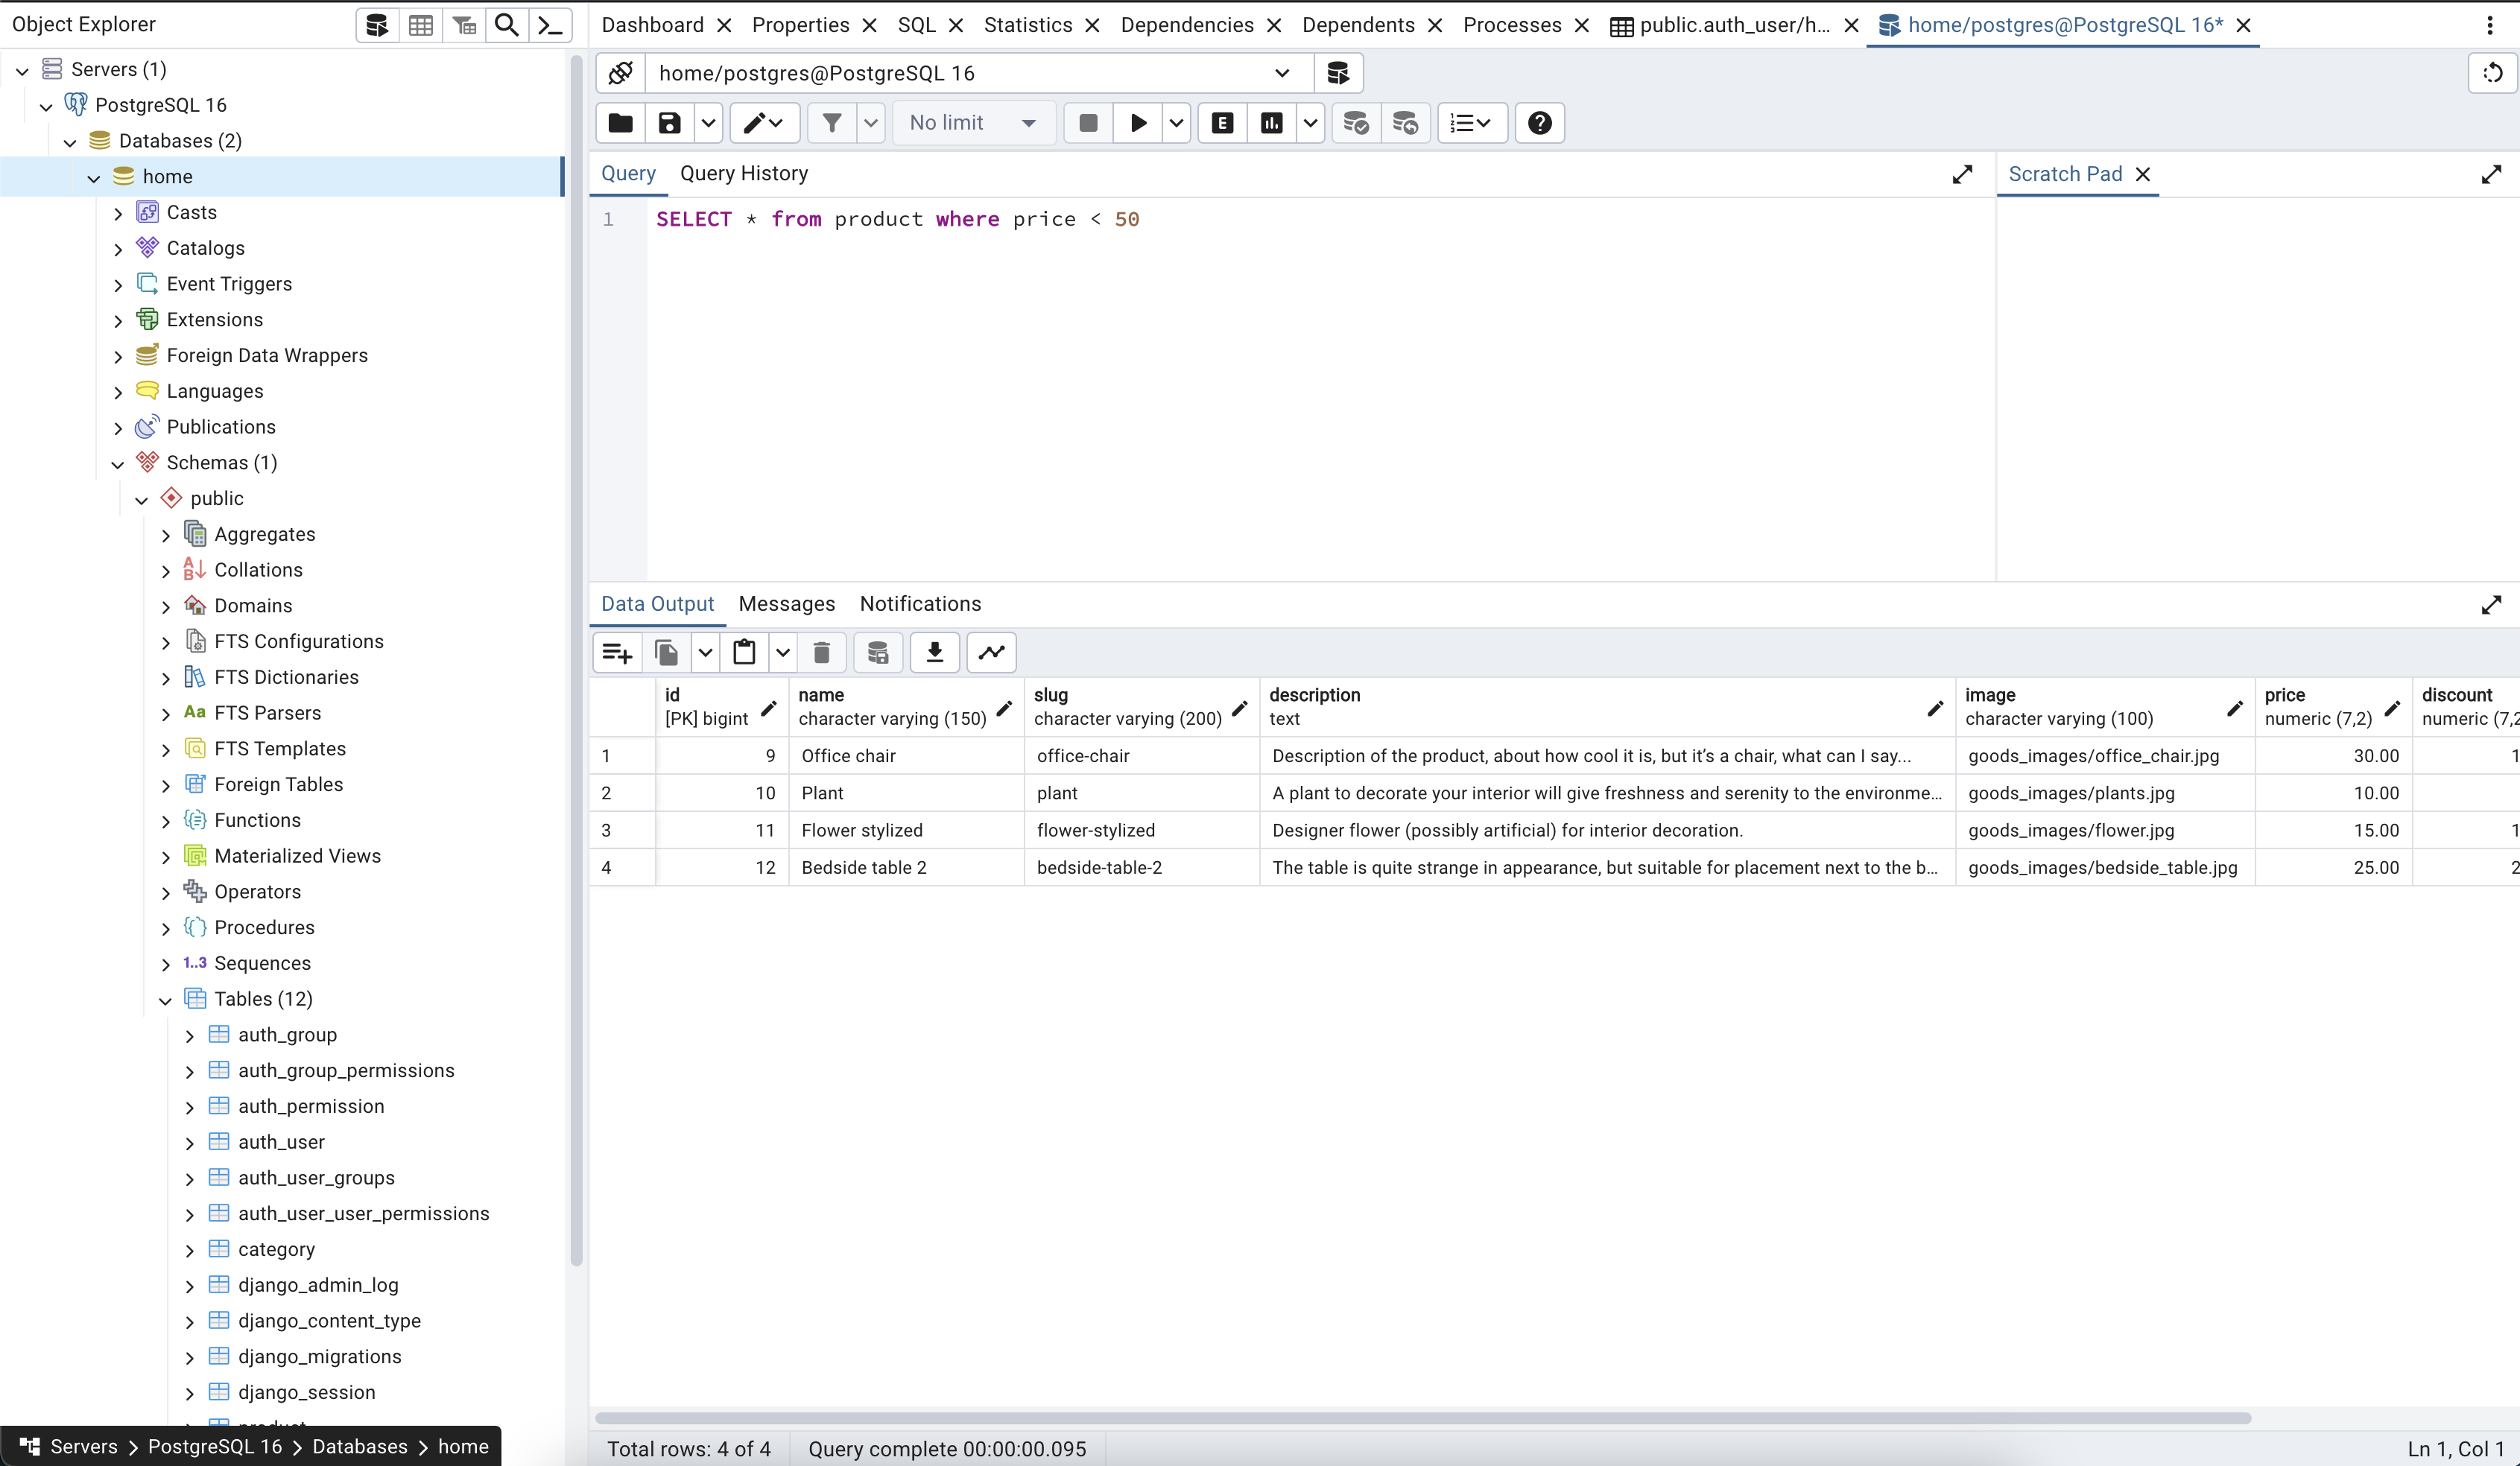 Object Explorer
Servers (1)
PostgreSQL 16
Databases (2)
home
Casts
Catalogs
Event Triggers
Extensions
Foreign Data Wrappers
Languages
Publications
Schemas (1)
public
Aggregates
Collations
Domains
FTS Configurations
FTS Dictionaries
Aa FTS Parsers
FTS Templates
Foreign Tables
Functions
Materialized Views
Operators
Procedures
1..3 Sequences
Tables (12)
auth_group
auth_group_permissions
auth_permission
auth_user
auth_user_groups
auth_user_user_permissions
category
django_admin_log
django_content_type
django_migrations
django_session
Servers > PostgreSQL 16 > Databases > home
Dashboard Properties SQL Statistics Dependencies Dependents Processes public.auth_user/h... home/postgres@PostgreSQL 16*
home/postgres@PostgreSQL 16
No limit E
Query Query History
1 SELECT * from product where price < 50
Scratch Pad
Data Output Messages Notifications
id name slug description image price discount
[PK] bigint character varying (150) character varying (200) text character varying (100) numeric (7,2) numeric (7,2
1 9 Office chair office-chair Description of the product, about how cool it is, but it’s a chair, what can I say... goods_images/office_chair.jpg 30.00 1
2 10 Plant plant A plant to decorate your interior will give freshness and serenity to the environme... goods_images/plants.jpg 10.00
3 11 Flower stylized flower-stylized Designer flower (possibly artificial) for interior decoration. goods_images/flower.jpg 15.00 1
4 12 Bedside table 2 bedside-table-2 The table is quite strange in appearance, but suitable for placement next to the b... goods_images/bedside_table.jpg 25.00 2
Total rows: 4 of 4 Query complete 00:00:00.095 Ln 1, Col 1